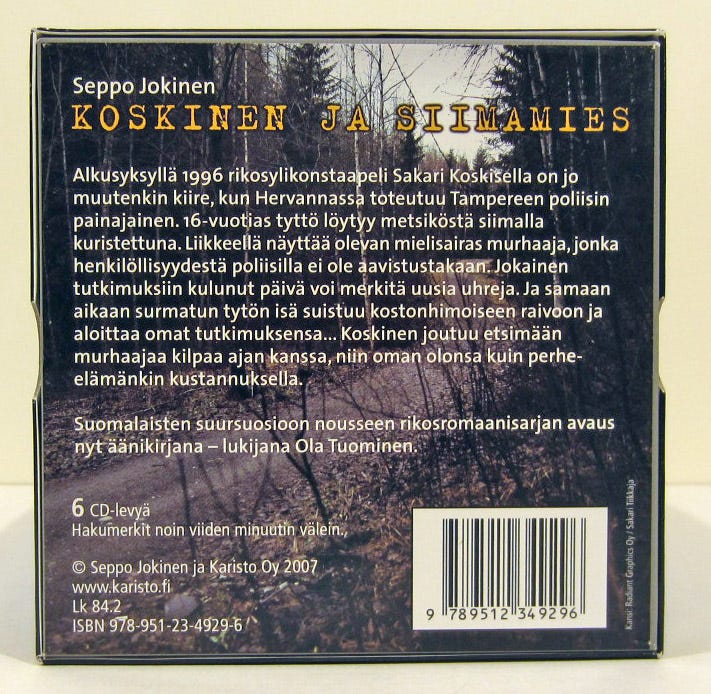 Seppo Jokinen
KOSKINEN JA SIIMAMIES
Alkusyksyllä 1996 rikosylikonstaapeli Sakari Koskisella on jo
muutenkin kiire, kun Hervannassa toteutuu Tampereen poliisin
painajainen. 16-vuotias tyttö löytyy metsiköstä siimalla
kuristettuna. Liikkeellä näyttää olevan mielisairas murhaaja, jonka
henkilöllisyydestä poliisilla ei ole aavistustakaan. Jokainen
tutkimuksiin kulunut päivä voi merkitä uusia uhreja. Ja samaan
aikaan surmatun tytön isä suistuu kostonhimoiseen raivoon ja
aloittaa omat tutkimuksensa... Koskinen joutuu etsimään
murhaajaa kilpaa ajan kanssa, niin oman olonsa kuin perhe-
elämänkin kustannuksella.
Suomalaisten suursuosioon nousseen rikosromaanisarjan avaus
nyt äänikirjana – lukijana Ola Tuominen.
6 CD-levyä
Hakumerkit noin viiden minuutin välein.
© Seppo Jokinen ja Karisto Oy 2007
www.karisto.fi
Lk 84.2
ISBN 978-951-23-4929-6
9 789512 349296
Kansi: Radiant Graphics Oy / Sakari Tiikkaja